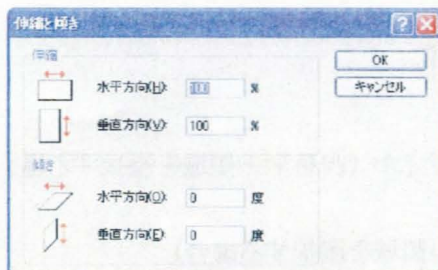 伸縮と傾き
OK
キャンセル
伸縮
水平方向(H): 100 %
垂直方向(V): 100 %
傾き
水平方向(O): 0 度
垂直方向(E): 0 度